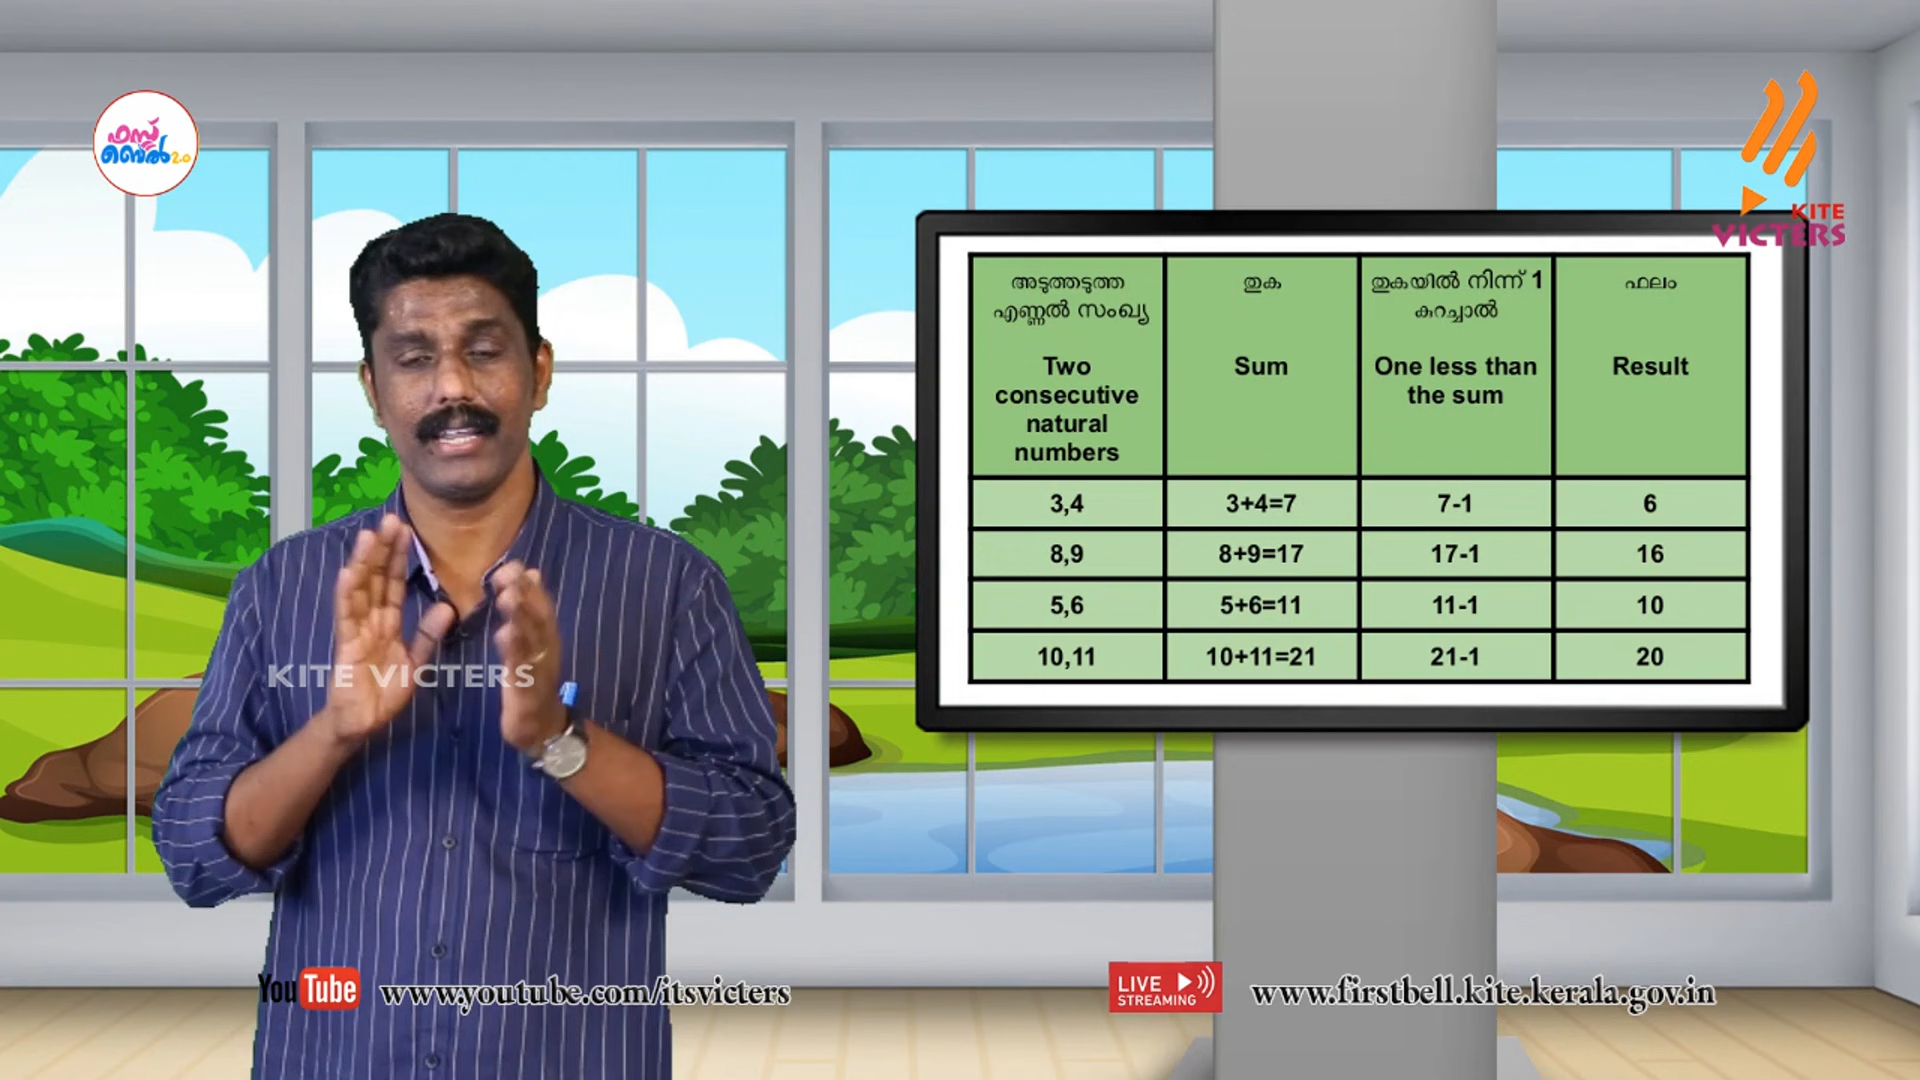 ഫസ്റ്റ്
ബെൽ 2.0
KITE
VICTERS
അടുത്തടുത്ത
എണ്ണൽ സംഖ്യ
Two
consecutive
natural
numbers
തുക
Sum
തുകയിൽ നിന്ന് 1
കുറച്ചാൽ
One less than
the sum
ഫലം
Result
3,4 3+4=7 7-1 6
8,9 8+9=17 17-1 16
5,6 5+6=11 11-1 10
10,11 10+11=21 21-1 20
KITE VICTERS
YouTube www.youtube.com/itsvicters
LIVE
STREAMING
www.firstbell.kite.kerala.gov.in